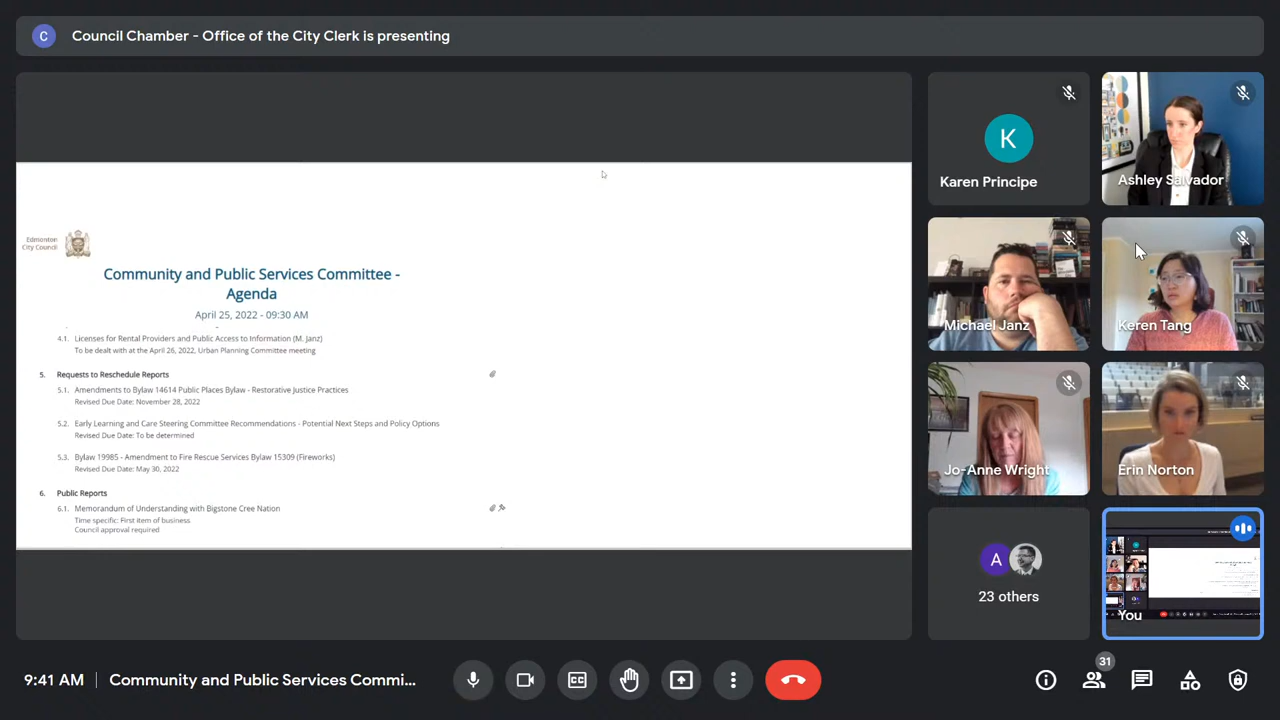 C
Council Chamber - Office of the City Clerk is presenting
Edmonton
City Council
Community and Public Services Committee -
Agenda
April 25, 2022 - 09:30 AM
4.1. Licenses for Rental Providers and Public Access to Information (M. Janz)
To be dealt with at the April 26, 2022, Urban Planning Committee meeting
5. Requests to Reschedule Reports
5.1. Amendments to Bylaw 14614 Public Places Bylaw - Restorative Justice Practices
Revised Due Date: November 28, 2022
5.2. Early Learning and Care Steering Committee Recommendations - Potential Next Steps and Policy Options
Revised Due Date: To be determined
5.3. Bylaw 19985 - Amendment to Fire Rescue Services Bylaw 15309 (Fireworks)
Revised Due Date: May 30, 2022
6. Public Reports
6.1. Memorandum of Understanding with Bigstone Cree Nation
Time specific: First item of business
Council approval required
K
Karen Principe
Ashley Salvador
Michael Janz
Keren Tang
Jo-Anne Wright
Erin Norton
A
23 others
You
9:41 AM
Community and Public Services Commi...
31